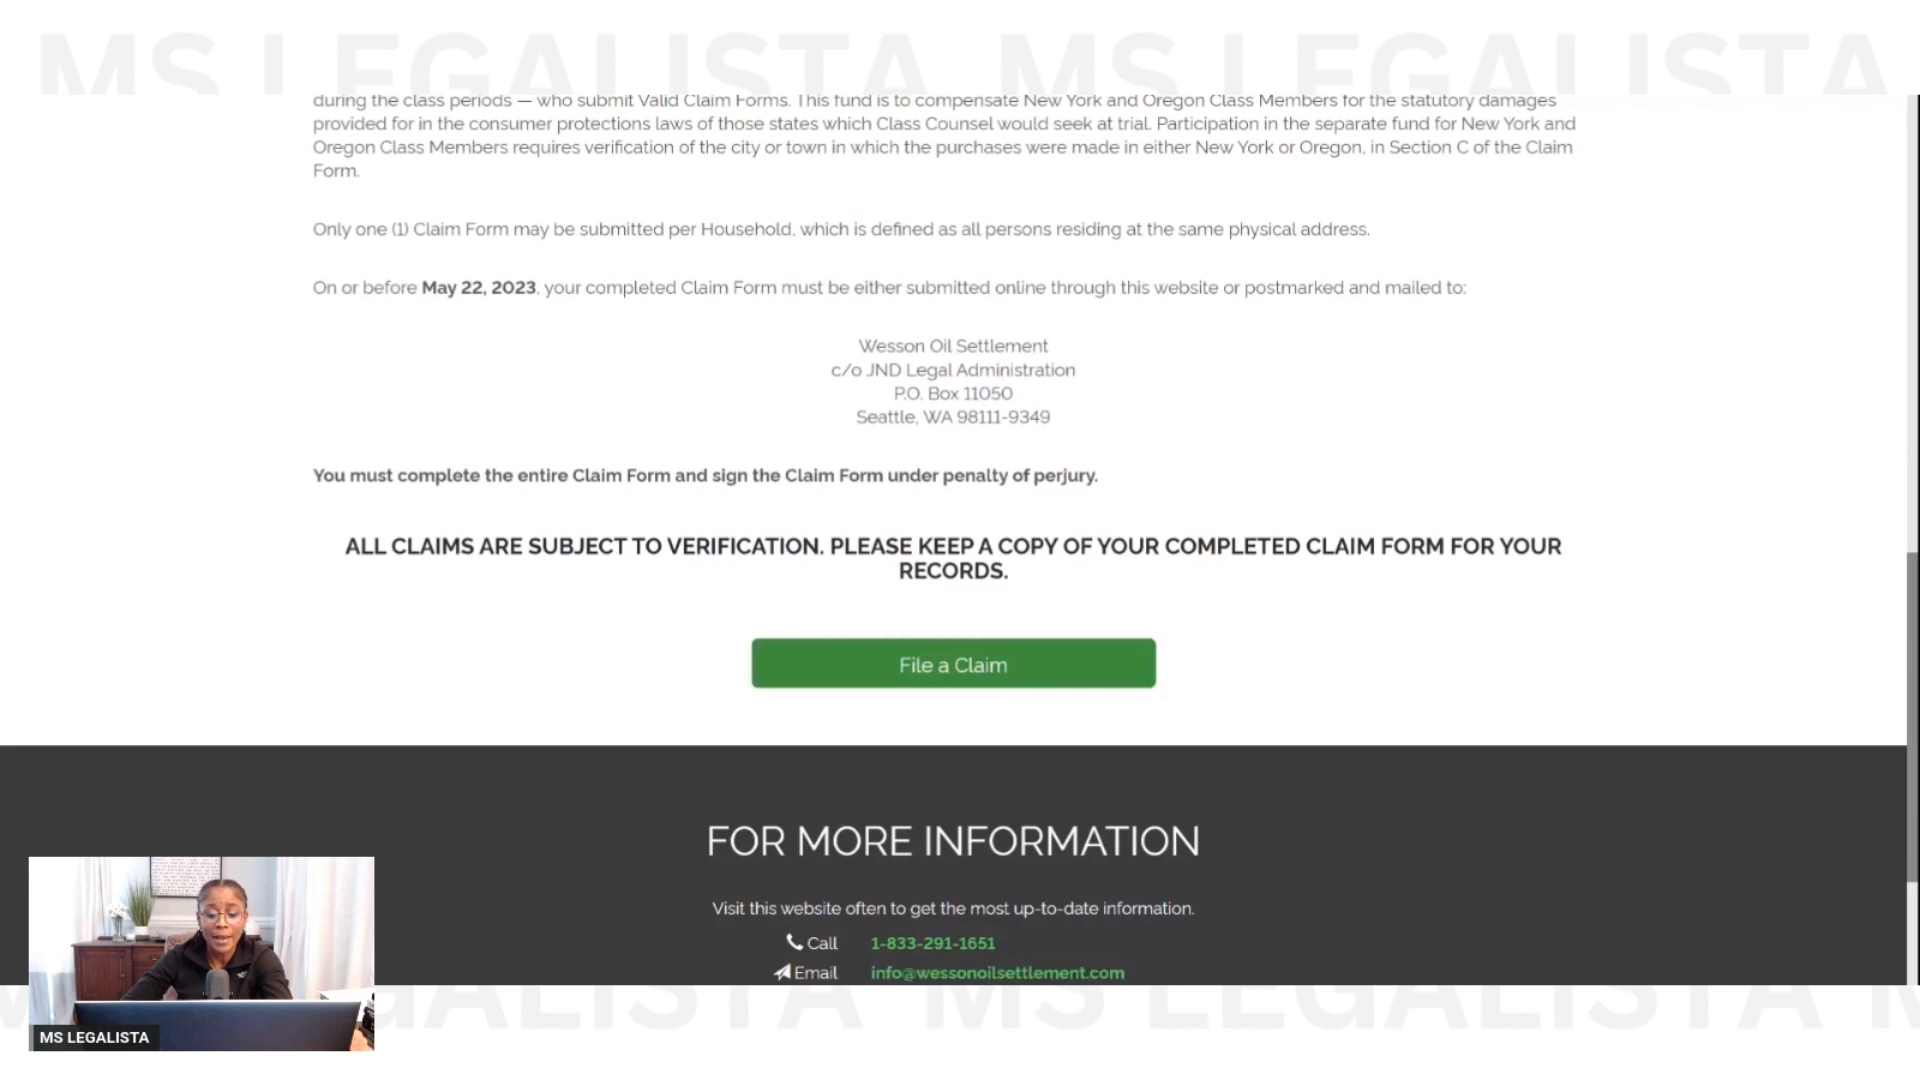 MS LEGALISTA MS LEGALISTA
during the class periods — who submit Valid Claim Forms. This fund is to compensate New York and Oregon Class Members for the statutory damages
provided for in the consumer protections laws of those states which Class Counsel would seek at trial. Participation in the separate fund for New York and
Oregon Class Members requires verification of the city or town in which the purchases were made in either New York or Oregon, in Section C of the Claim
Form.
Only one (1) Claim Form may be submitted per Household, which is defined as all persons residing at the same physical address.
On or before May 22, 2023, your completed Claim Form must be either submitted online through this website or postmarked and mailed to:
Wesson Oil Settlement
c/o JND Legal Administration
P.O. Box 11050
Seattle, WA 98111-9349
You must complete the entire Claim Form and sign the Claim Form under penalty of perjury.
ALL CLAIMS ARE SUBJECT TO VERIFICATION. PLEASE KEEP A COPY OF YOUR COMPLETED CLAIM FORM FOR YOUR
RECORDS.
File a Claim
FOR MORE INFORMATION
Visit this website often to get the most up-to-date information.
Call 1-833-291-1651
Email info@wessonoilsettlement.com
MS LEGALISTA